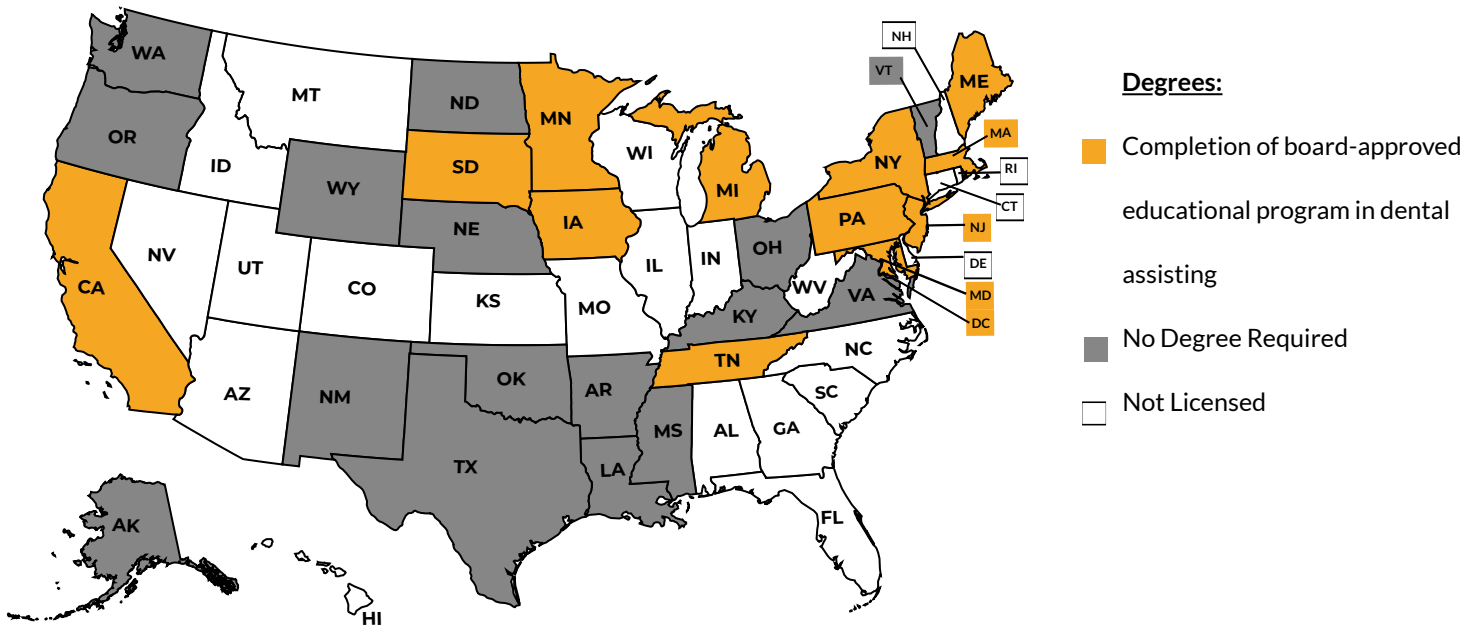 NH
WA
VT
ME
MT
ND
MN
OR
MA
WI
NY
ID
SD
RI
WY
MI
CT
PA
IA
NJ
NE
OH
NV
IL
IN
DE
UT
CA
CO
WV
VA
MD
KS
MO
KY
DC
NC
TN
OK
AR
AZ
NM
SC
MS
AL
GA
TX
LA
FL
AK
HI
Degrees:
Completion of board-approved
educational program in dental
assisting
No Degree Required
Not Licensed